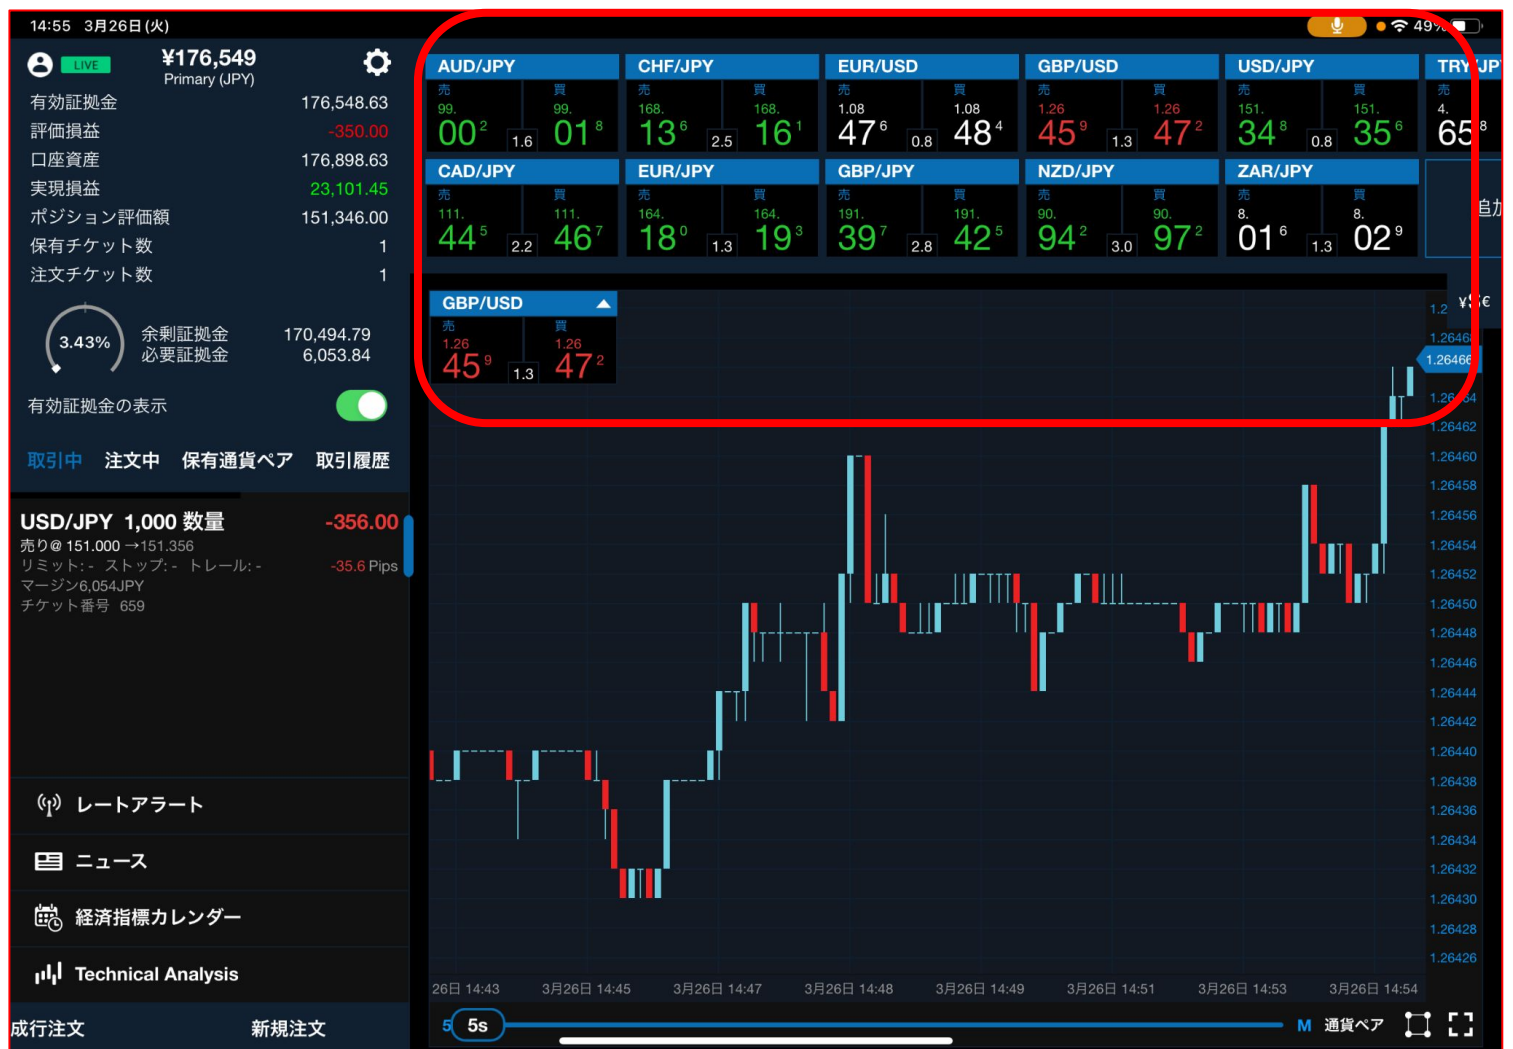 14:55 3月26日(火)
49%
LIVE
¥176,549
Primary (JPY)
有効証拠金 176,548.63
評価損益 -350.00
口座資産 176,898.63
実現損益 23,101.45
ポジション評価額 151,346.00
保有チケット数 1
注文チケット数 1
3.43%
余剰証拠金 170,494.79
必要証拠金 6,053.84
有効証拠金の表示
取引中 注文中 保有通貨ペア 取引履歴
USD/JPY 1,000 数量 -356.00
売り@ 151.000 →151.356
リミット: - ストップ: - トレール: - -35.6 Pips
マージン6,054JPY
チケット番号 659
レートアラート
ニュース
経済指標カレンダー
Technical Analysis
成行注文 新規注文
AUD/JPY CHF/JPY EUR/USD GBP/USD USD/JPY TRY/JP
売 買 売 買 売 買 売 買 売 買 売
99. 99. 168. 168. 1.08 1.08 1.26 1.26 151. 151. 4.
00 2 1.6 01 8 13 6 2.5 16 1 47 6 0.8 48 4 45 9 1.3 47 2 34 8 0.8 35 6 65 8
CAD/JPY EUR/JPY GBP/JPY NZD/JPY ZAR/JPY
売 買 売 買 売 買 売 買 売 買
111. 111. 164. 164. 191. 191. 90. 90. 8. 8.
44 5 2.2 46 7 18 0 1.3 19 3 39 7 2.8 42 5 94 2 3.0 97 2 01 6 1.3 02 9
追加
GBP/USD
売 買
1.26 1.26
45 9 1.3 47 2
¥$€
1.2
1.26468
1.26466
1.26464
1.26462
1.26460
1.26458
1.26456
1.26454
1.26452
1.26450
1.26448
1.26446
1.26444
1.26442
1.26440
1.26438
1.26436
1.26434
1.26432
1.26430
1.26428
1.26426
26日 14:43 3月26日 14:45 3月26日 14:47 3月26日 14:48 3月26日 14:49 3月26日 14:51 3月26日 14:53 3月26日 14:54
5 5s M 通貨ペア